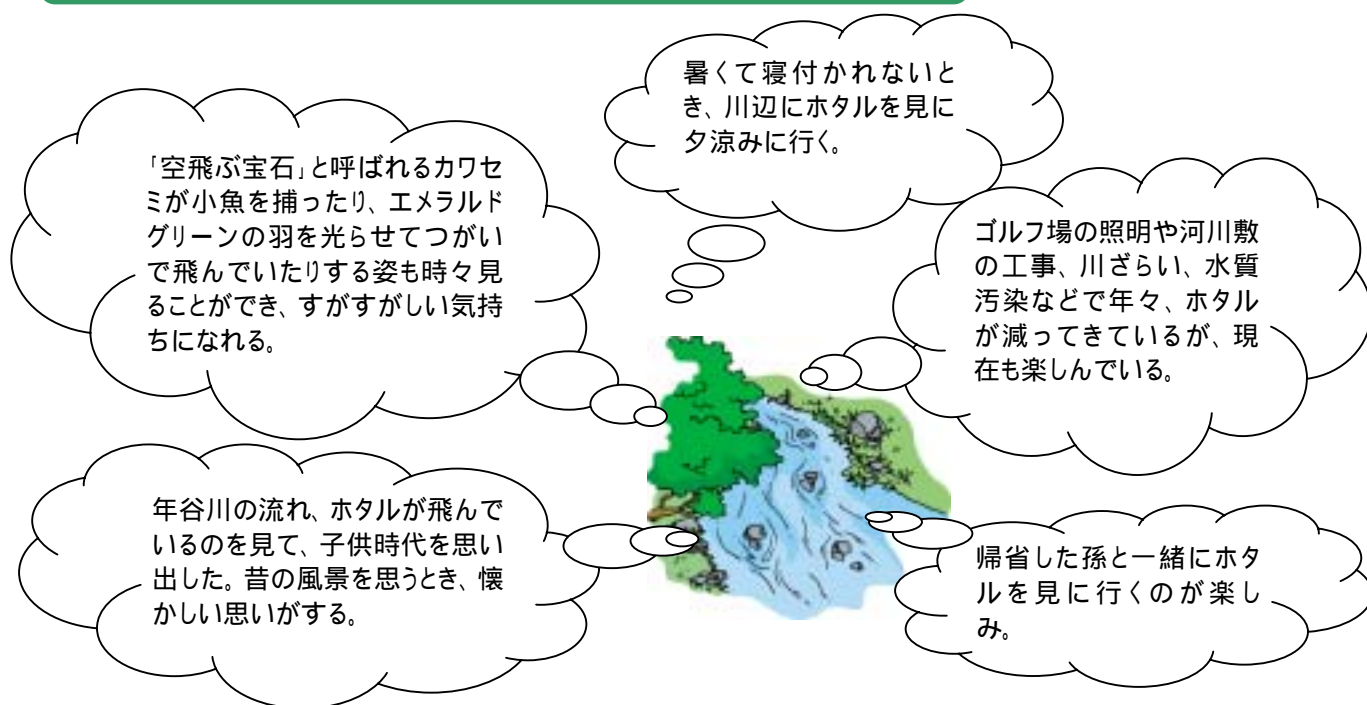 暑くて寝付かれないと
き、川辺にホタルを見に
夕涼みに行く。
「空飛ぶ宝石」と呼ばれるカワセ
ミが小魚を捕ったり、エメラルド
グリーンの羽を光らせてつがい
で飛んでいたりする姿も時々見
ることができ、すがすがしい気持
ちになれる。
ゴルフ場の照明や河川敷
の工事、川ざらい、水質
汚染などで年々、ホタル
が減ってきているが、現
在も楽しんでいる。
年谷川の流れ、ホタルが飛んで
いるのを見て、子供時代を思い
出した。昔の風景を思うとき、懐
かしい思いがする。
帰省した孫と一緒にホタ
ルを見に行くのが楽し
み。